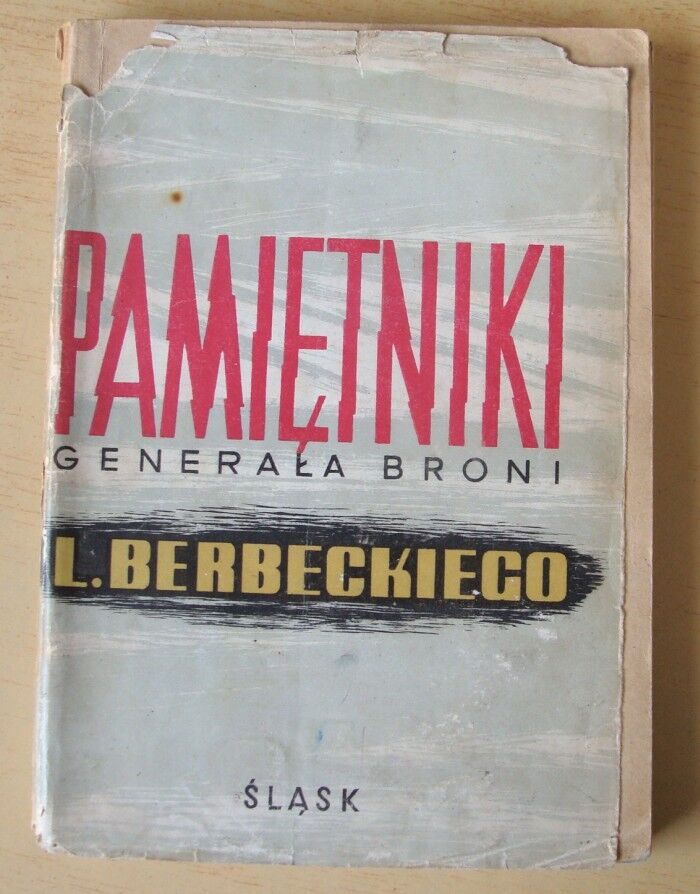 PAMIĘTNIKI
GENERAŁA BRONI
L. BERBECKIEGO
ŚLĄSK